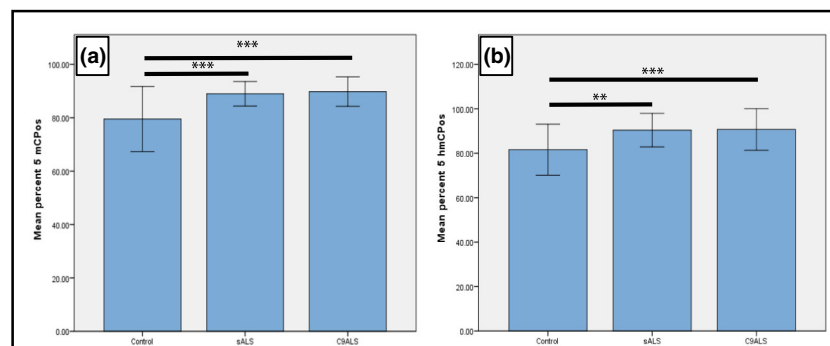 (a)
***
***
100.00
80.00
60.00
40.00
20.00
0.00
Mean percent 5 mCPos
Control
sALS
C9ALS
(b)
***
**
120.00
100.00
80.00
60.00
40.00
20.00
0.00
Mean percent 5 hmCPos
Control
sALS
C9ALS